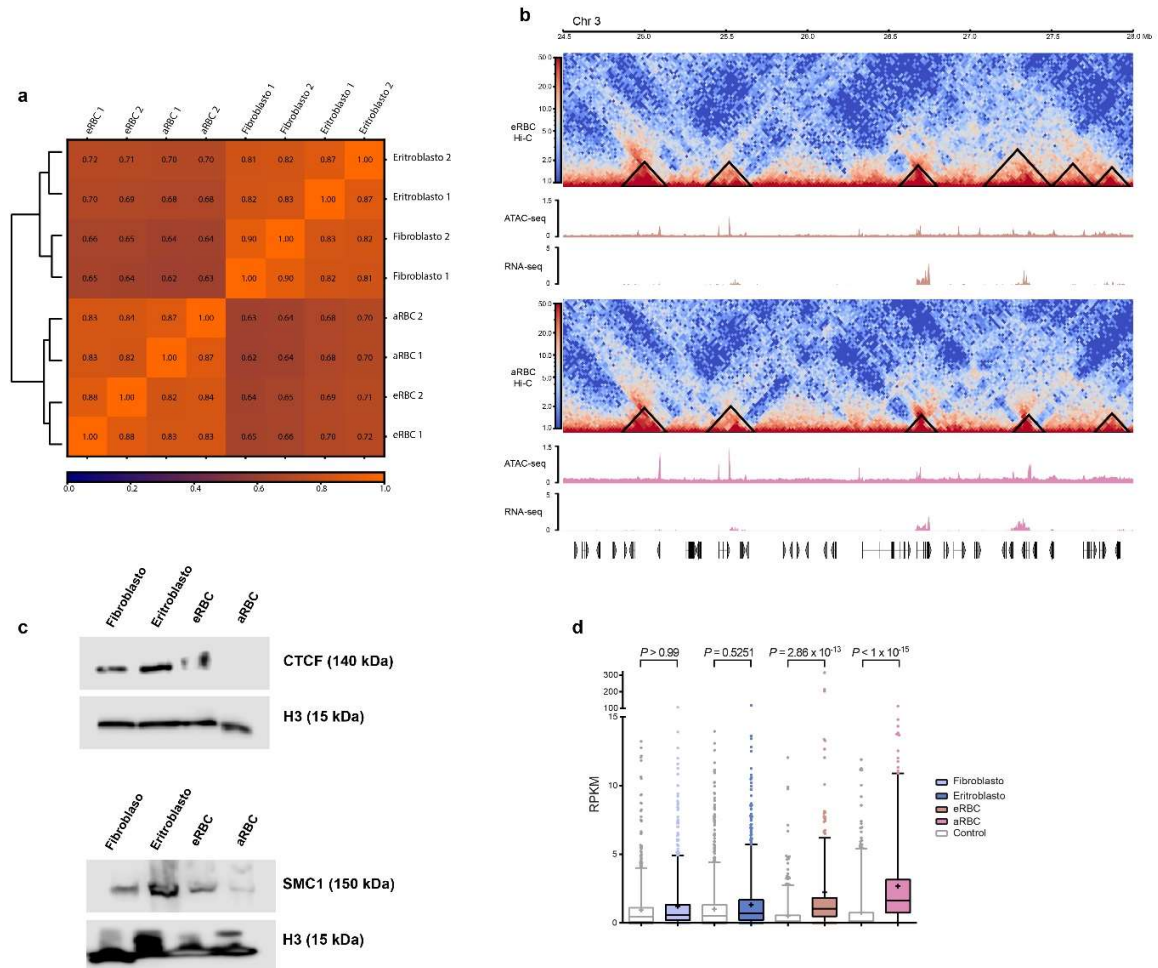 a
eRBC 1
eRBC 2
aRBC 1
aRBC 2
Fibroblasto 1
Fibroblasto 2
Eritroblasto 1
Eritroblasto 2
0.72 0.71 0.70 0.70 0.81 0.82 0.87 1.00 Eritroblasto 2
0.70 0.69 0.68 0.68 0.82 0.83 1.00 0.87 Eritroblasto 1
0.66 0.65 0.64 0.64 0.90 1.00 0.83 0.82 Fibroblasto 2
0.65 0.64 0.62 0.63 1.00 0.90 0.82 0.81 Fibroblasto 1
0.83 0.84 0.87 1.00 0.63 0.64 0.68 0.70 aRBC 2
0.83 0.82 1.00 0.87 0.62 0.64 0.68 0.70 aRBC 1
0.88 1.00 0.82 0.84 0.64 0.65 0.69 0.71 eRBC 2
1.00 0.88 0.83 0.83 0.65 0.66 0.70 0.72 eRBC 1
0.0 0.2 0.4 0.6 0.8 1.0
b
Chr 3
24.5 25.0 25.5 26.0 26.5 27.0 27.5 28.0 Mb
50.0
20.0
10.0
5.0
2.0
1.0
eRBC
Hi-C
1.5
ATAC-seq
0
5
RNA-seq
0
50.0
20.0
10.0
5.0
2.0
1.0
aRBC
Hi-C
1.5
ATAC-seq
0
5
RNA-seq
0
c
Fibroblasto
Eritroblasto
eRBC
aRBC
CTCF (140 kDa)
H3 (15 kDa)
Fibroblaso
Eritroblasto
eRBC
aRBC
SMC1 (150 kDa)
H3 (15 kDa)
d
P > 0.99 P = 0.5251 P = 2.86 x 10⁻¹³ P < 1 x 10⁻¹⁵
300
200
100
15
10
5
0
RPKM
Fibroblasto
Eritroblasto
eRBC
aRBC
Control